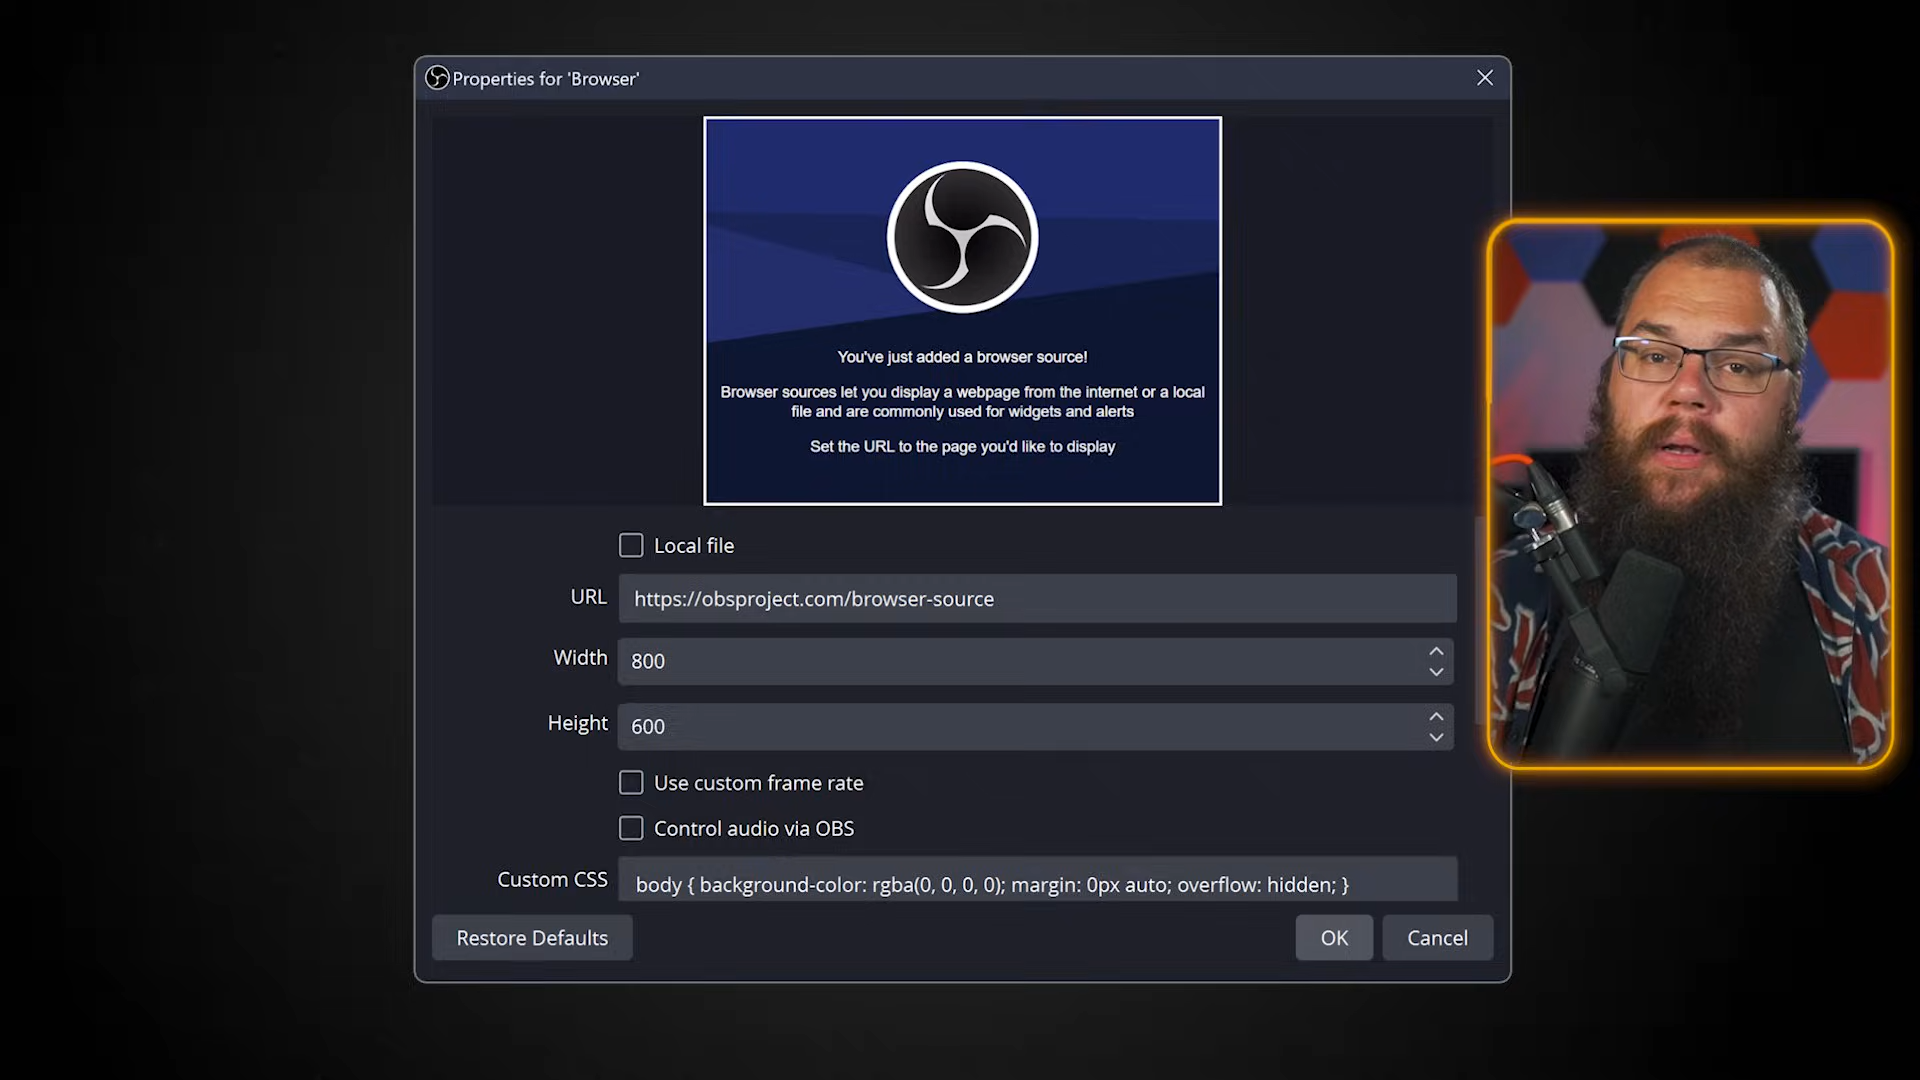 Properties for 'Browser'
You've just added a browser source!
Browser sources let you display a webpage from the internet or a local
file and are commonly used for widgets and alerts
Set the URL to the page you'd like to display
Local file
URL https://obsproject.com/browser-source
Width 800
Height 600
Use custom frame rate
Control audio via OBS
Custom CSS body { background-color: rgba(0, 0, 0, 0); margin: 0px auto; overflow: hidden; }
Restore Defaults OK Cancel